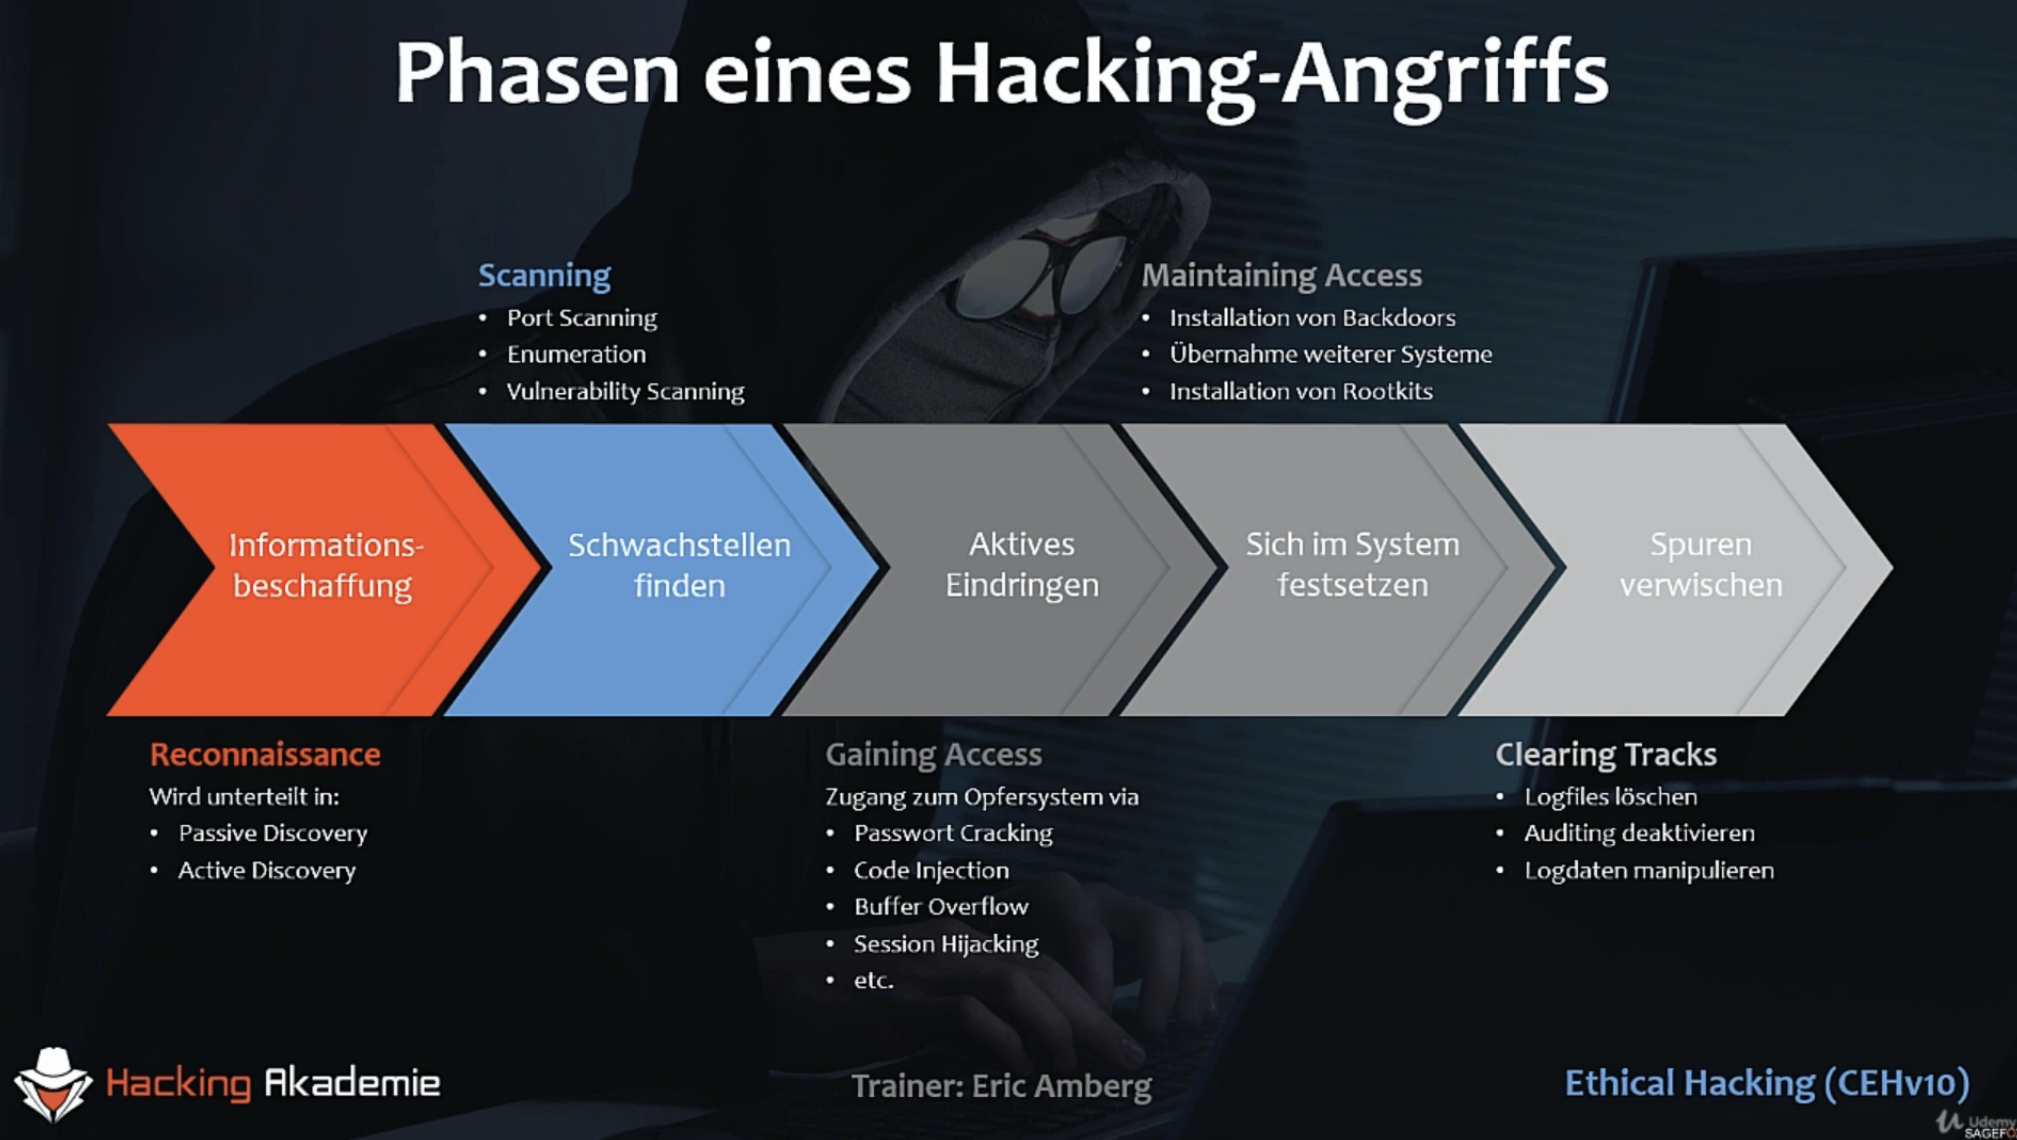 Phasen eines Hacking-Angriffs
Scanning
• Port Scanning
• Enumeration
• Vulnerability Scanning
Maintaining Access
• Installation von Backdoors
• Übernahme weiterer Systeme
• Installation von Rootkits
Informations-
beschaffung
Schwachstellen
finden
Aktives
Eindringen
Sich im System
festsetzen
Spuren
verwischen
Reconnaissance
Wird unterteilt in:
• Passive Discovery
• Active Discovery
Gaining Access
Zugang zum Opfersystem via
• Passwort Cracking
• Code Injection
• Buffer Overflow
• Session Hijacking
• etc.
Clearing Tracks
• Logfiles löschen
• Auditing deaktivieren
• Logdaten manipulieren
Hacking Akademie
Trainer: Eric Amberg
Ethical Hacking (CEHv10)
Udemy